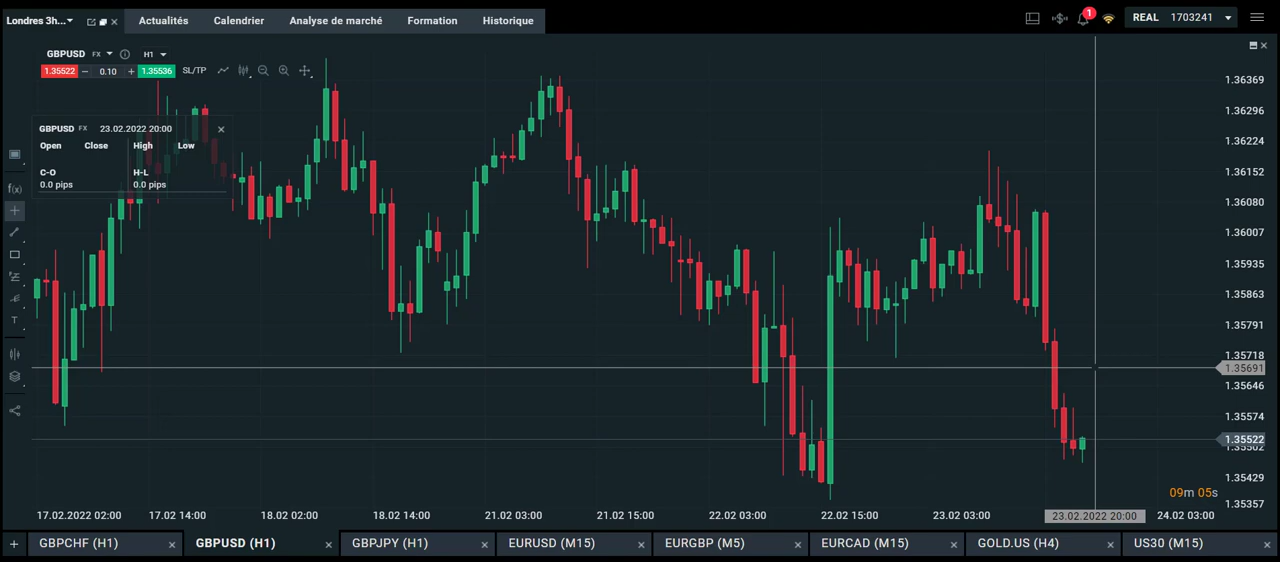 Londres 3h... Actualités Calendrier Analyse de marché Formation Historique 1 REAL 1703241
GBPUSD FX H1
1.35522 0.10 1.35536 SL/TP
GBPUSD FX 23.02.2022 20:00
Open Close High Low
C-O H-L
0.0 pips 0.0 pips
f(x)
T
1.36369
1.36296
1.36224
1.36152
1.36080
1.36007
1.35935
1.35863
1.35791
1.35718
1.35691
1.35646
1.35574
1.35522
1.35502
1.35429
09m 05s
1.35357
17.02.2022 02:00 17.02 14:00 18.02 02:00 18.02 14:00 21.02 03:00 21.02 15:00 22.02 03:00 22.02 15:00 23.02 03:00 23.02.2022 20:00 24.02 03:00
GBPCHF (H1) GBPUSD (H1) GBPJPY (H1) EURUSD (M15) EURGBP (M5) EURCAD (M15) GOLD.US (H4) US30 (M15)